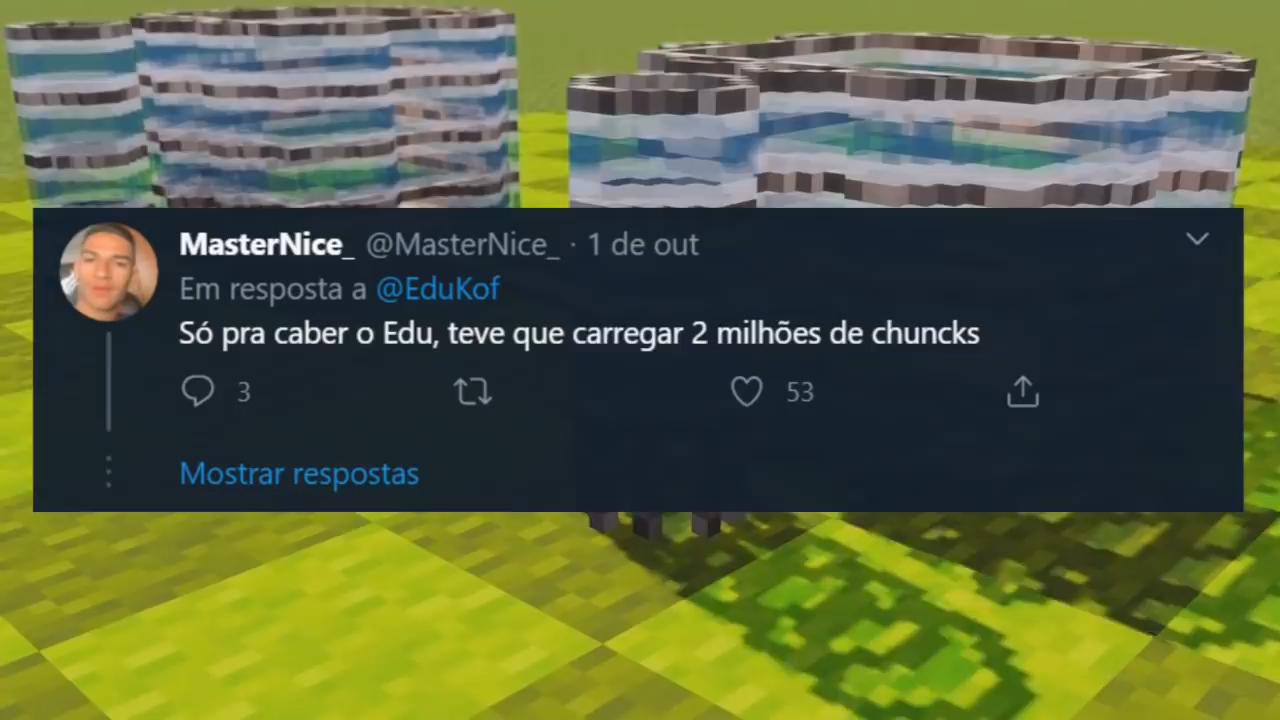 MasterNice_ @MasterNice_ · 1 de out
Em resposta a @EduKof
Só pra caber o Edu, teve que carregar 2 milhões de chuncks
3 53
Mostrar respostas